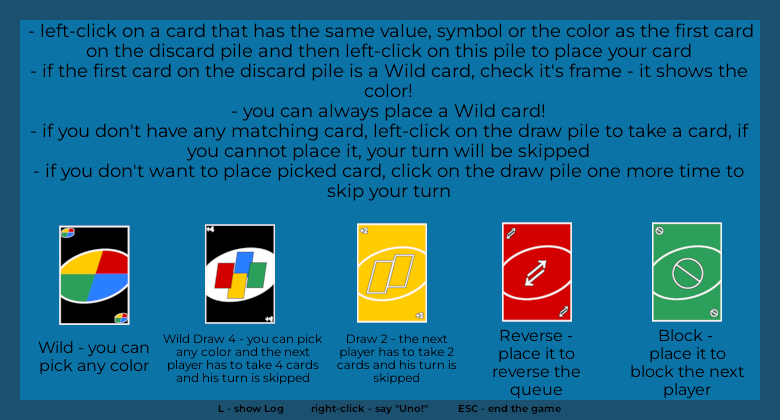 - left-click on a card that has the same value, symbol or the color as the first card
on the discard pile and then left-click on this pile to place your card
- if the first card on the discard pile is a Wild card, check it's frame - it shows the
color!
- you can always place a Wild card!
- if you don't have any matching card, left-click on the draw pile to take a card, if
you cannot place it, your turn will be skipped
- if you don't want to place picked card, click on the draw pile one more time to
skip your turn
+4
+4
+2
+2
Wild - you can
pick any color
Wild Draw 4 - you can pick
any color and the next
player has to take 4 cards
and his turn is skipped
Draw 2 - the next
player has to take 2
cards and his turn is
skipped
Reverse -
place it to
reverse the
queue
Block -
place it to
block the next
player
L - show Log
right-click - say "Uno!"
ESC - end the game